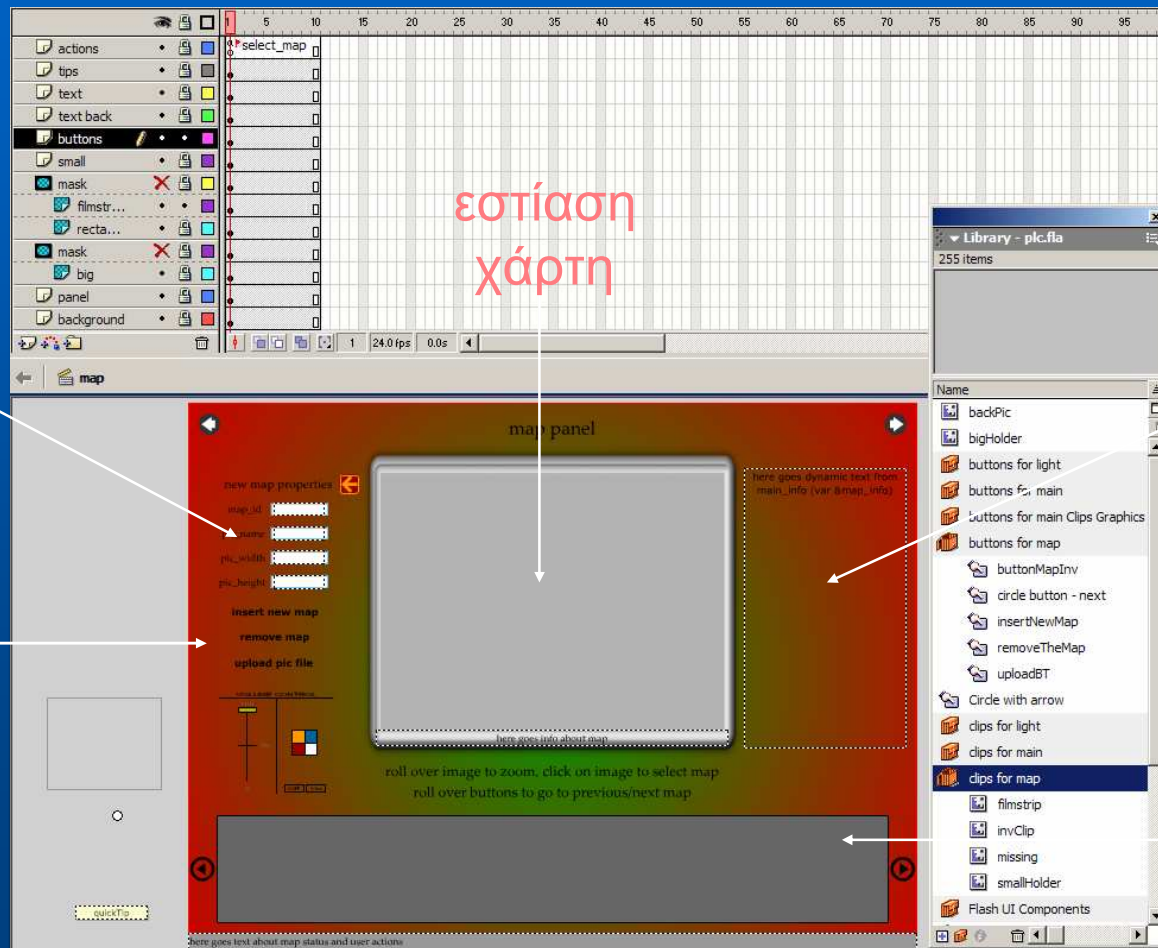 1 5 10 15 20 25 30 35 40 45 50 55 60 65 70 75 80 85 90 95
actions
select_map
tips
text
text back
buttons
small
mask
filmstr...
recta...
mask
big
panel
background
1 24.0 fps 0.0s
εστίαση
χάρτη
map
Library - plc.fla
255 items
Name
backPic
bigHolder
buttons for light
buttons for main
buttons for main Clips Graphics
buttons for map
buttonMapInv
circle button - next
insertNewMap
removeTheMap
uploadBT
Circle with arrow
clips for light
clips for main
clips for map
filmstrip
invClip
missing
smallHolder
Flash UI Components
map panel
new map properties
map_id
name
pic_width
pic_height
insert new map
remove map
upload pic file
here goes dynamic text from
main_info (var &map_info)
here goes info about map
roll over image to zoom, click on image to select map
roll over buttons to go to previous/next map
quickTip
here goes text about map status and user actions